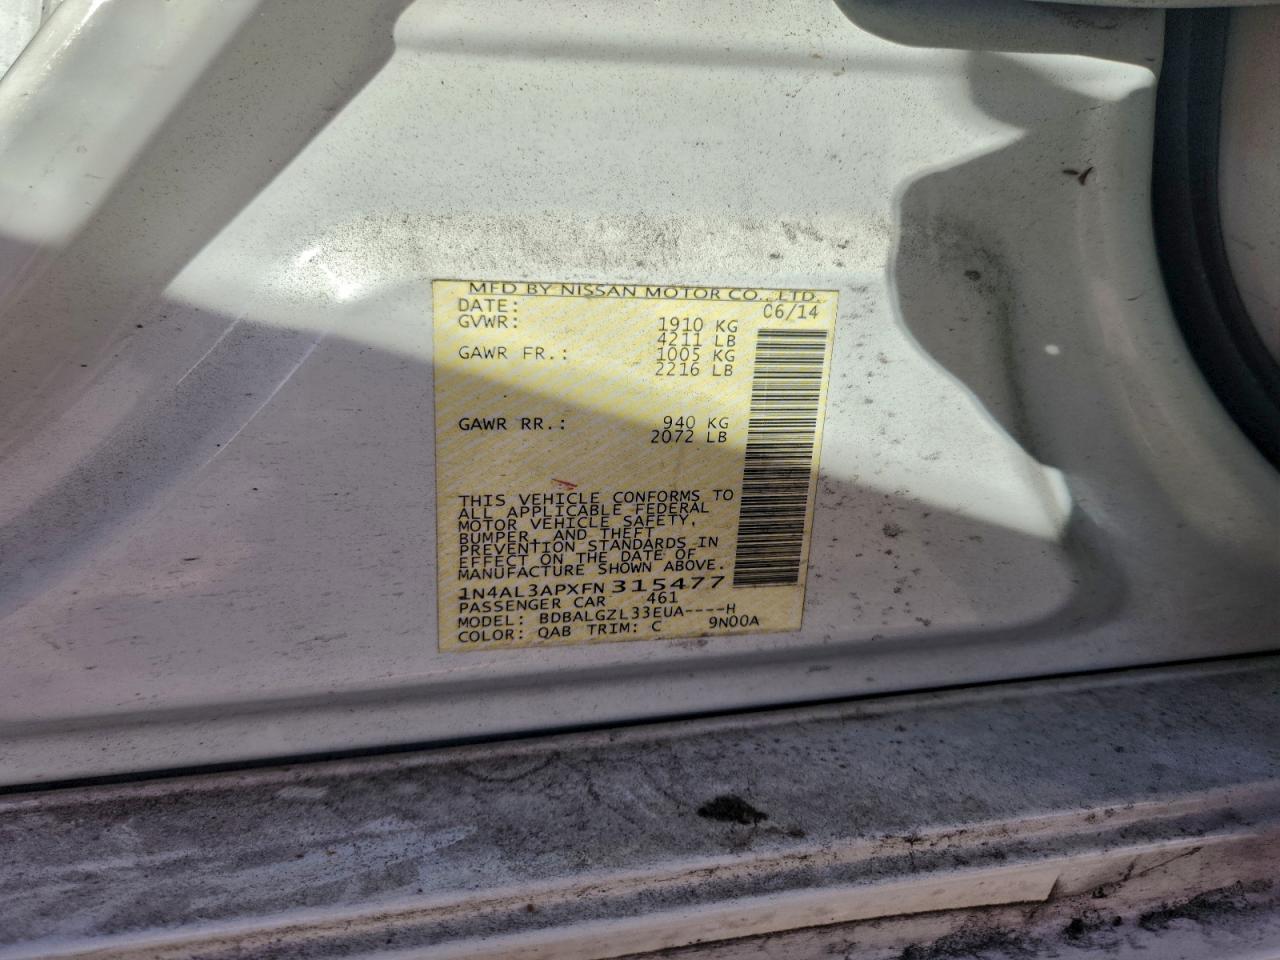 MFD BY NISSAN MOTOR CO., LTD.
DATE: 06/14
GVWR: 1910 KG
4211 LB
GAWR FR.: 1005 KG
2216 LB
GAWR RR.: 940 KG
2072 LB
THIS VEHICLE CONFORMS TO
ALL APPLICABLE FEDERAL
MOTOR VEHICLE SAFETY,
BUMPER, AND THEFT
PREVENTION STANDARDS IN
EFFECT ON THE DATE OF
MANUFACTURE SHOWN ABOVE.
1N4AL3APXFN315477
PASSENGER CAR 461
MODEL: BDBALGZL33EUA----H
COLOR: QAB TRIM: C 9N00A